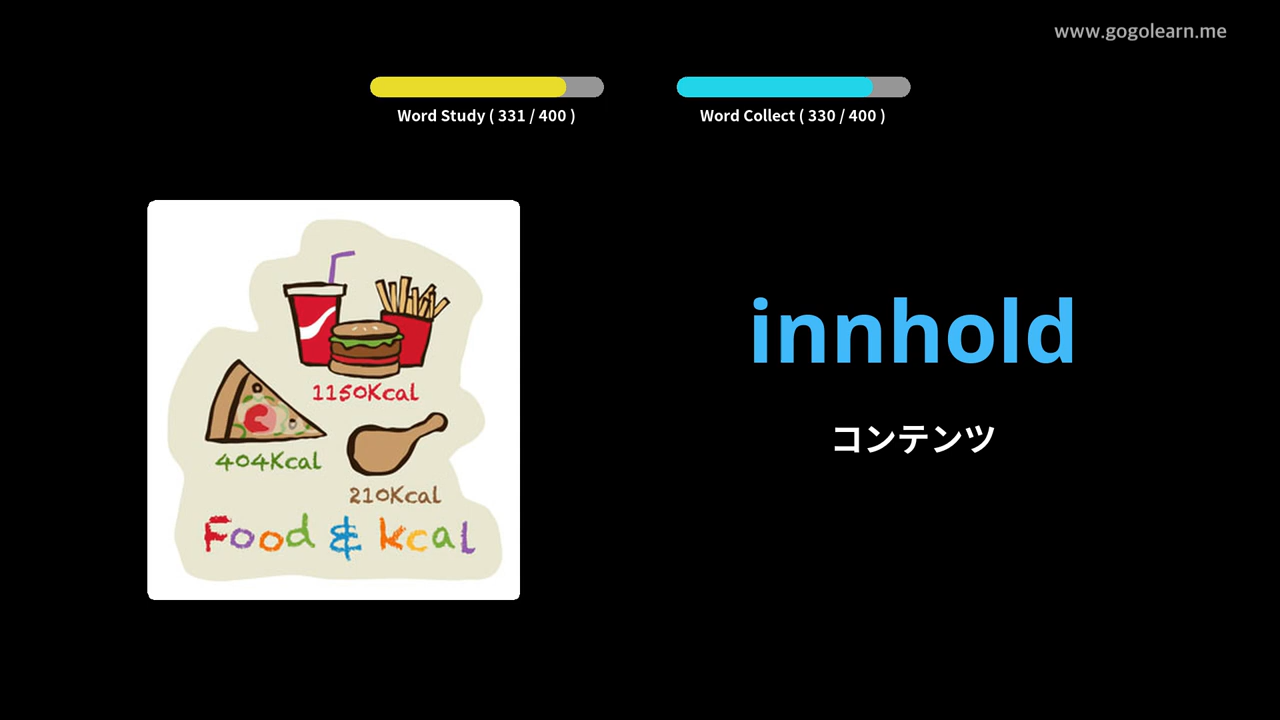 www.gogolearn.me
Word Study ( 331 / 400 )
Word Collect ( 330 / 400 )
1150Kcal
404Kcal
210Kcal
Food & kcal
innhold
コンテンツ